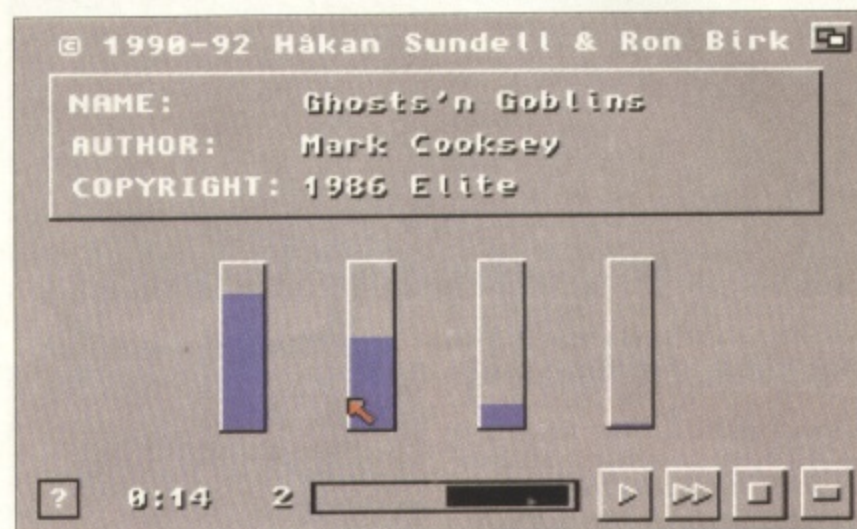 © 1990-92 Håkan Sundell & Ron Birk
NAME: Ghosts'n Goblins
AUTHOR: Mark Cooksey
COPYRIGHT: 1986 Elite
? 0:14 2